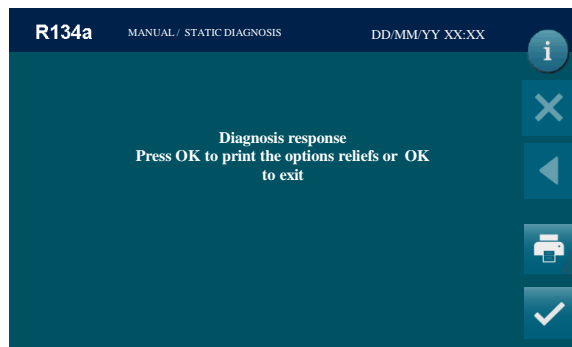 R134a MANUAL / STATIC DIAGNOSIS DD/MM/YY XX:XX
i
Diagnosis response
Press OK to print the options reliefs or OK
to exit